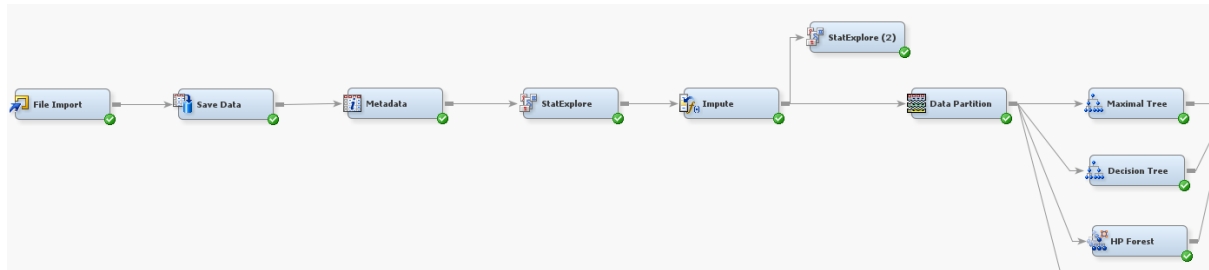 StatExplore (2)
File Import
Save Data
Metadata
StatExplore
Impute
Data Partition
Maximal Tree
Decision Tree
HP Forest